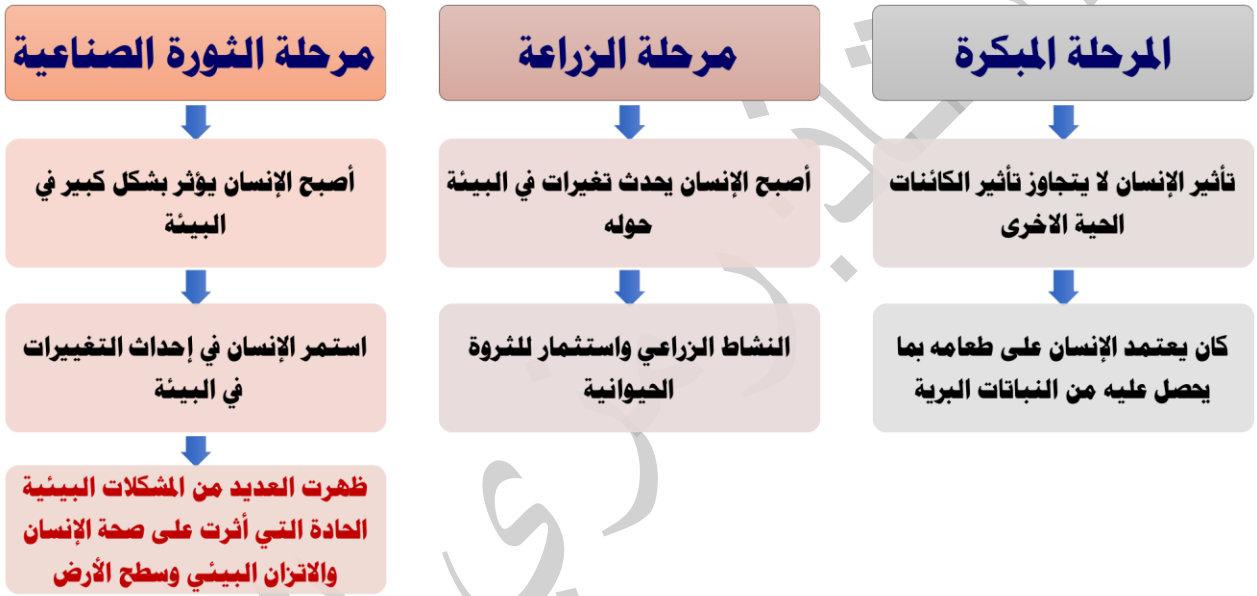 المرحلة المبكرة
تأثير الإنسان لا يتجاوز تأثير الكائنات
الحية الاخرى
كان يعتمد الإنسان على طعامه بما
يحصل عليه من النباتات البرية
مرحلة الزراعة
أصبح الإنسان يحدث تغيرات في البيئة
حوله
النشاط الزراعي واستثمار للثروة
الحيوانية
مرحلة الثورة الصناعية
أصبح الإنسان يؤثر بشكل كبير في
البيئة
استمر الإنسان في إحداث التغييرات
في البيئة
ظهرت العديد من المشكلات البيئية
الحادة التي أثرت على صحة الإنسان
والاتزان البيئي وسطح الأرض